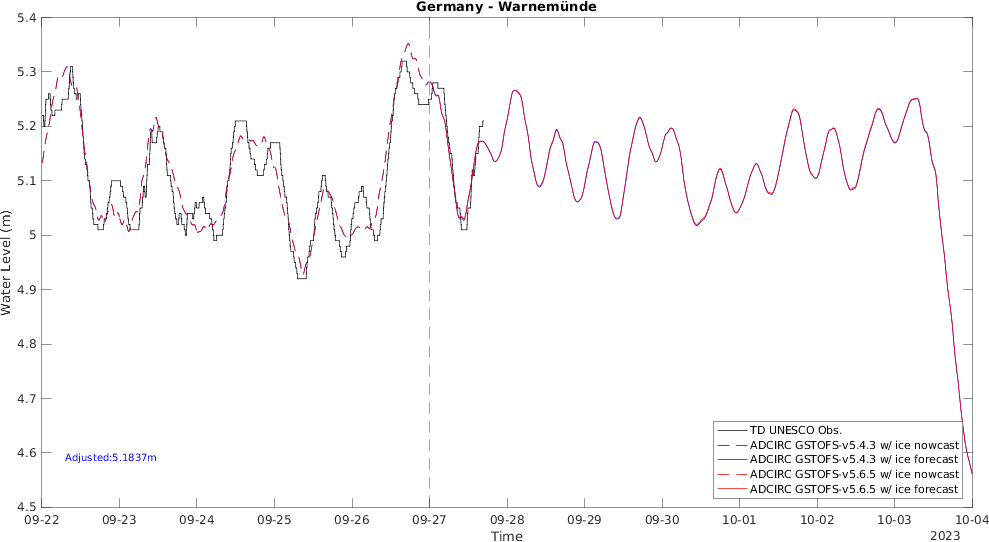 Germany - Warnemünde
5.4
5.3
5.2
5.1
5
4.9
4.8
4.7
4.6
4.5
Water Level (m)
Adjusted:5.1837m
TD UNESCO Obs.
ADCIRC GSTOFS-v5.4.3 w/ ice nowcast
ADCIRC GSTOFS-v5.4.3 w/ ice forecast
ADCIRC GSTOFS-v5.6.5 w/ ice nowcast
ADCIRC GSTOFS-v5.6.5 w/ ice forecast
09-22 09-23 09-24 09-25 09-26 09-27 09-28 09-29 09-30 10-01 10-02 10-03 10-04
Time
2023